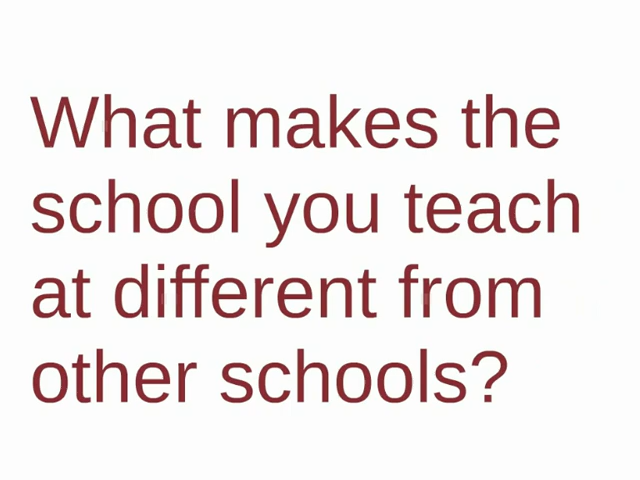 What makes the
school you teach
at different from
other schools?